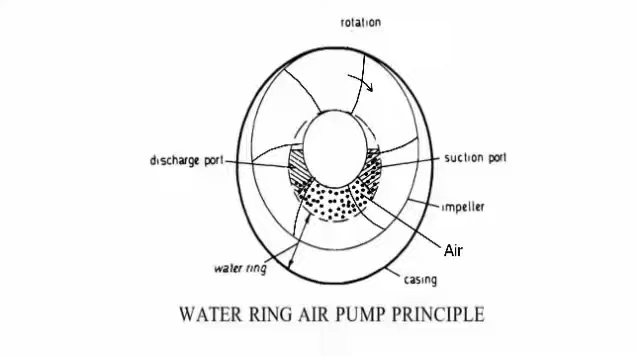 rotation
discharge port
suction port
impeller
Air
water ring
casing
WATER RING AIR PUMP PRINCIPLE